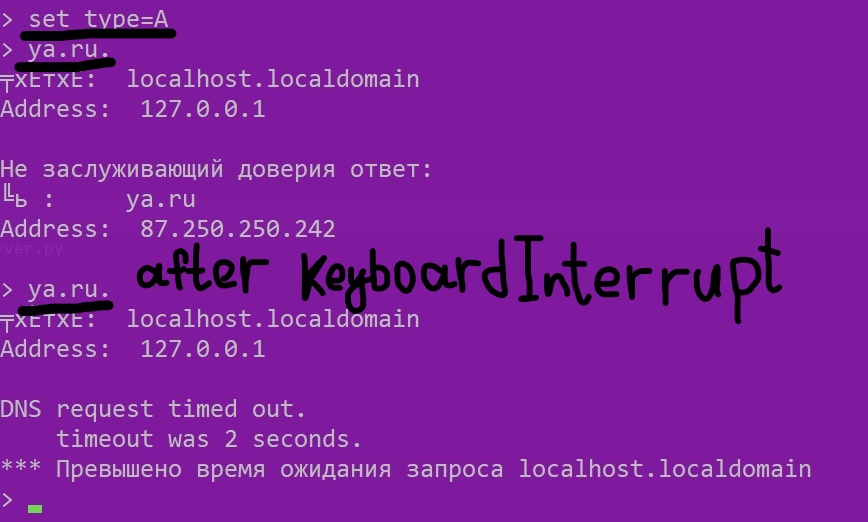 > set type=A
> ya.ru.
╤хЕтхЕ:  localhost.localdomain
Address:  127.0.0.1
Не заслуживающий доверия ответ:
╚ь :     ya.ru
Address:  87.250.250.242
rver.py
> ya.ru. after KeyboardInterrupt
╤хЕтхЕ:  localhost.localdomain
Address:  127.0.0.1
DNS request timed out.
    timeout was 2 seconds.
*** Превышено время ожидания запроса localhost.localdomain
>